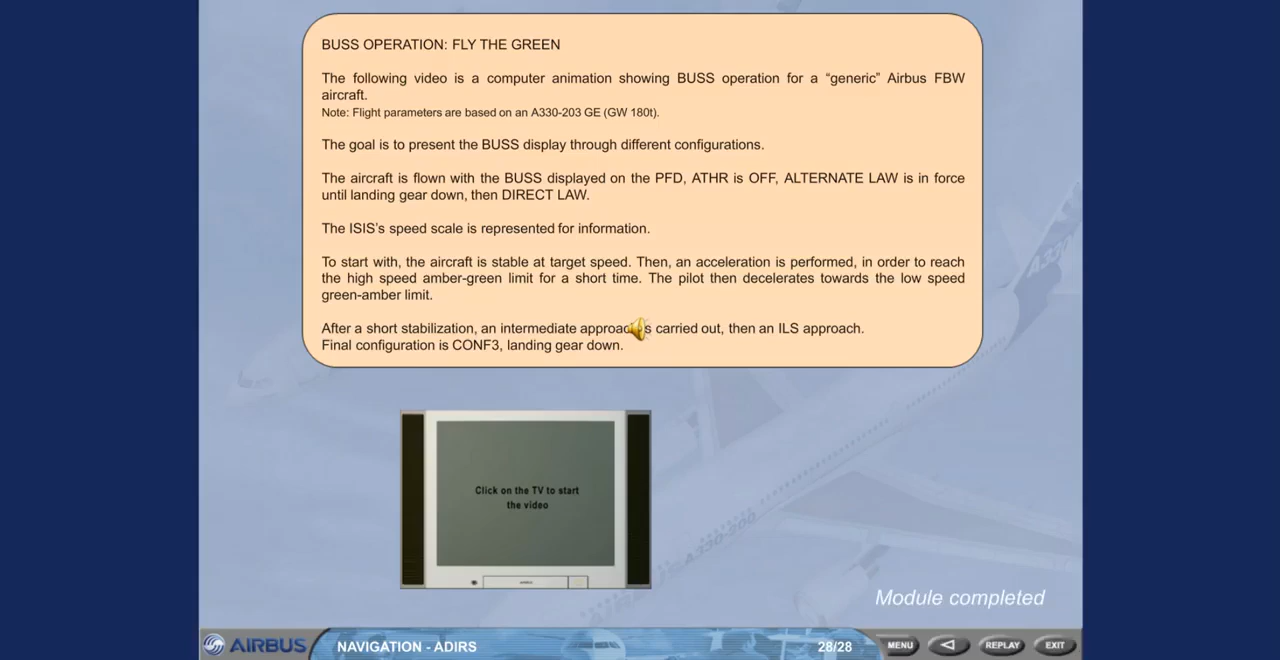 BUSS OPERATION: FLY THE GREEN
The following video is a computer animation showing BUSS operation for a “generic” Airbus FBW
aircraft.
Note: Flight parameters are based on an A330-203 GE (GW 180t).
The goal is to present the BUSS display through different configurations.
The aircraft is flown with the BUSS displayed on the PFD, ATHR is OFF, ALTERNATE LAW is in force
until landing gear down, then DIRECT LAW.
The ISIS’s speed scale is represented for information.
To start with, the aircraft is stable at target speed. Then, an acceleration is performed, in order to reach
the high speed amber-green limit for a short time. The pilot then decelerates towards the low speed
green-amber limit.
After a short stabilization, an intermediate approac s carried out, then an ILS approach.
Final configuration is CONF3, landing gear down.
Click on the TV to start
the video
A330-200
Module completed
AIRBUS
NAVIGATION - ADIRS
28/28
MENU
REPLAY
EXIT